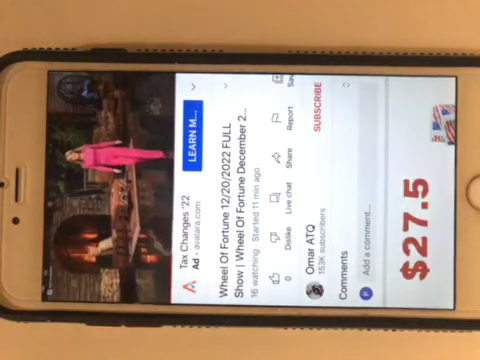 Tax Changes '22
Ad · avalara.com
LEARN M...
Wheel Of Fortune 12/20/2022 FULL
Show | Wheel Of Fortune December 2...
16 watching Started 11 min ago
0
Dislike
Live chat
Share
Report
Omar ATQ
153K subscribers
SUBSCRIBE
Comments
P
Add a comment...
$27.5